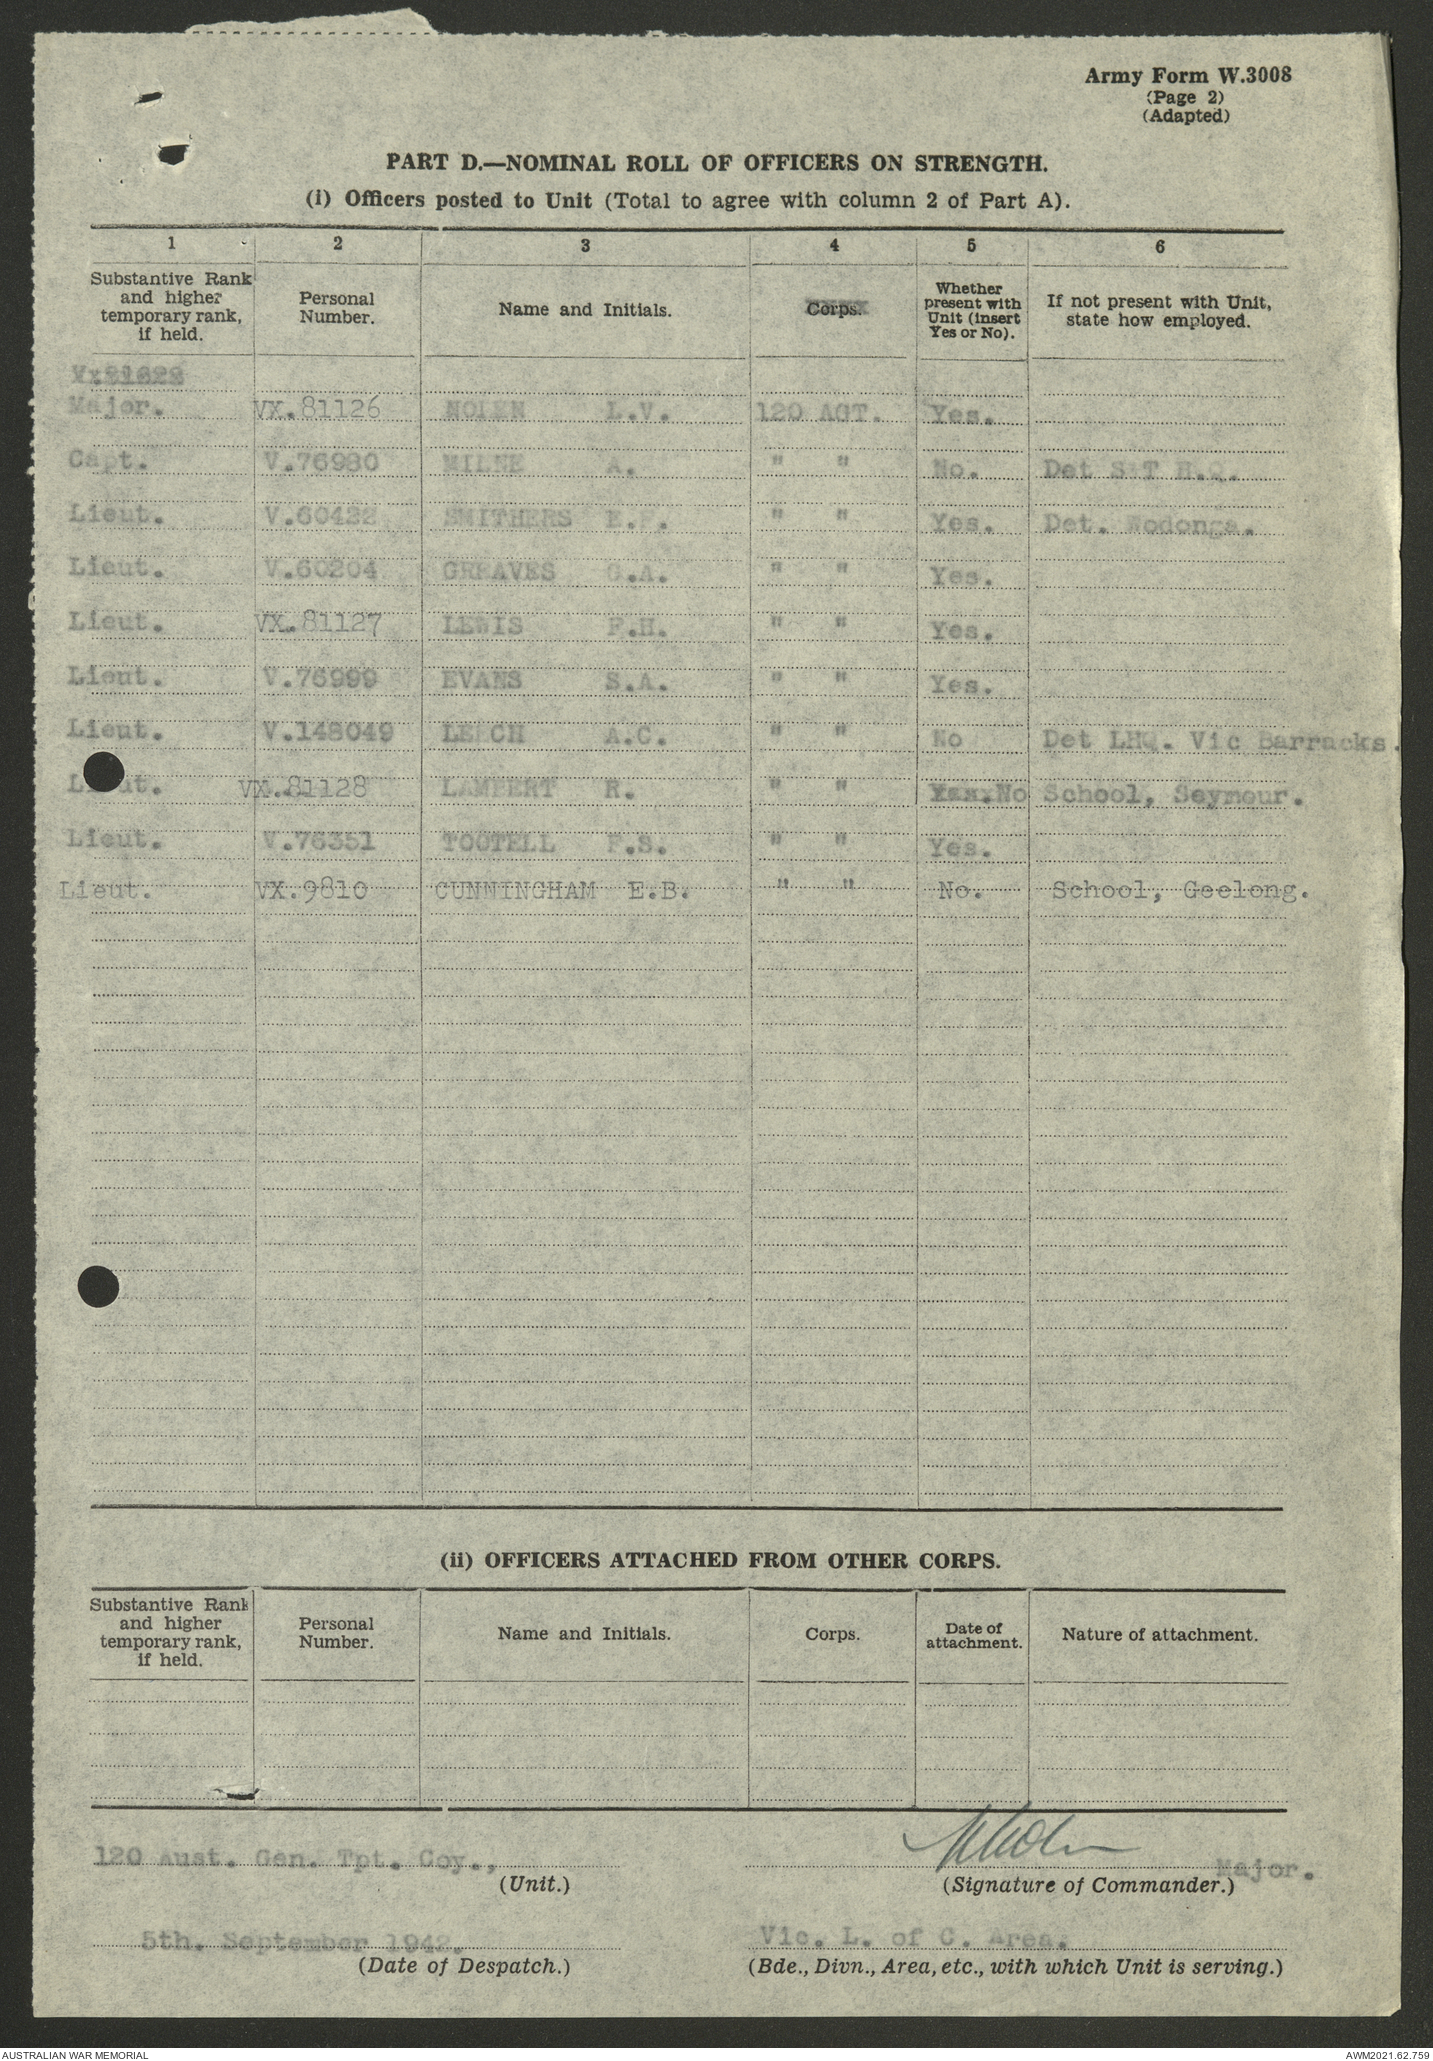 Army Form W.3008
(Page 2)
(Adapted)
PART D.—NOMINAL ROLL OF OFFICERS ON STRENGTH.
(i) Officers posted to Unit (Total to agree with column 2 of Part A).
1 2 3 4 5 6
Substantive Rank and higher temporary rank, if held. Personal Number. Name and Initials. Corps. Whether present with Unit (insert Yes or No). If not present with Unit, state how employed.
Major. VX.81126 NOLEN L.V. 120 AGT. Yes.
Capt. V.76980 MILNE A. " " No. Det S&T H.Q.
Lieut. V.60422 SMITHERS E.F. " " Yes. Det. Wodonga.
Lieut. V.60204 GREAVES G.A. " " Yes.
Lieut. VX.81127 LEWIS F.H. " " Yes.
Lieut. V.76999 EVANS S.A. " " Yes.
Lieut. V.148049 LEECH A.C. " " No Det LHQ. Vic Barracks.
Lieut. VX.81128 LAMBERT R. " " No School, Seymour.
Lieut. V.76351 TOOTELL F.S. " " Yes.
Lieut. VX.9810 CUNNINGHAM E.B. " " No. School, Geelong.
(ii) OFFICERS ATTACHED FROM OTHER CORPS.
Substantive Rank and higher temporary rank, if held. Personal Number. Name and Initials. Corps. Date of attachment. Nature of attachment.
120 Aust. Gen. Tpt. Coy., Major.
(Unit.) (Signature of Commander.)
5th. September 1942. Vic. L. of C. Area.
(Date of Despatch.) (Bde., Divn., Area, etc., with which Unit is serving.)
AUSTRALIAN WAR MEMORIAL AWM2021.62.759